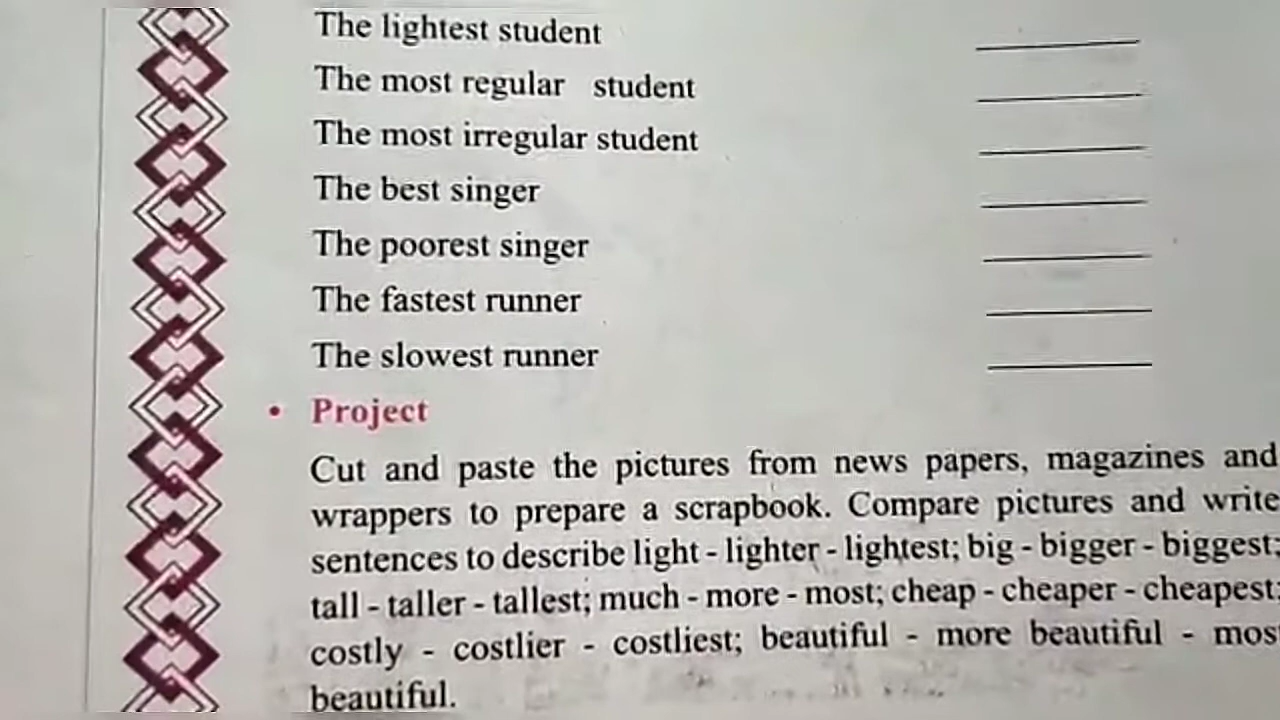 The lightest student
The most regular student
The most irregular student
The best singer
The poorest singer
The fastest runner
The slowest runner
• Project
Cut and paste the pictures from news papers, magazines and
wrappers to prepare a scrapbook. Compare pictures and write
sentences to describe light - lighter - lightest; big - bigger - biggest;
tall - taller - tallest; much - more - most; cheap - cheaper - cheapest;
costly - costlier - costliest; beautiful - more beautiful - most
beautiful.